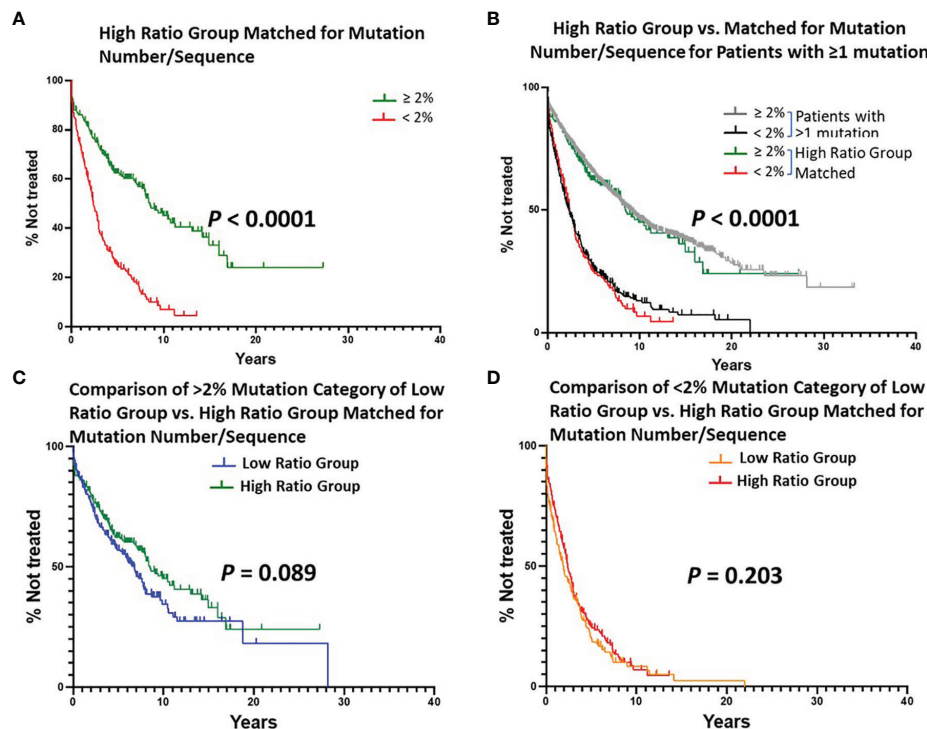 A
High Ratio Group Matched for Mutation
Number/Sequence
100
80
60
40
20
0
% Not treated
≥ 2%
< 2%
P < 0.0001
0
10
20
30
40
Years
B
High Ratio Group vs. Matched for Mutation
Number/Sequence for Patients with ≥1 mutation
100
50
0
% Not treated
≥ 2% Patients with
< 2% >1 mutation
≥ 2% High Ratio Group
< 2% Matched
P < 0.0001
0
10
20
30
40
Years
C
Comparison of >2% Mutation Category of Low
Ratio Group vs. High Ratio Group Matched for
Mutation Number/Sequence
100
50
0
% Not treated
Low Ratio Group
High Ratio Group
P = 0.089
0
10
20
30
40
Years
D
Comparison of <2% Mutation Category of Low
Ratio Group vs. High Ratio Group Matched for
Mutation Number/Sequence
100
50
0
% Not treated
Low Ratio Group
High Ratio Group
P = 0.203
0
10
20
30
40
Years